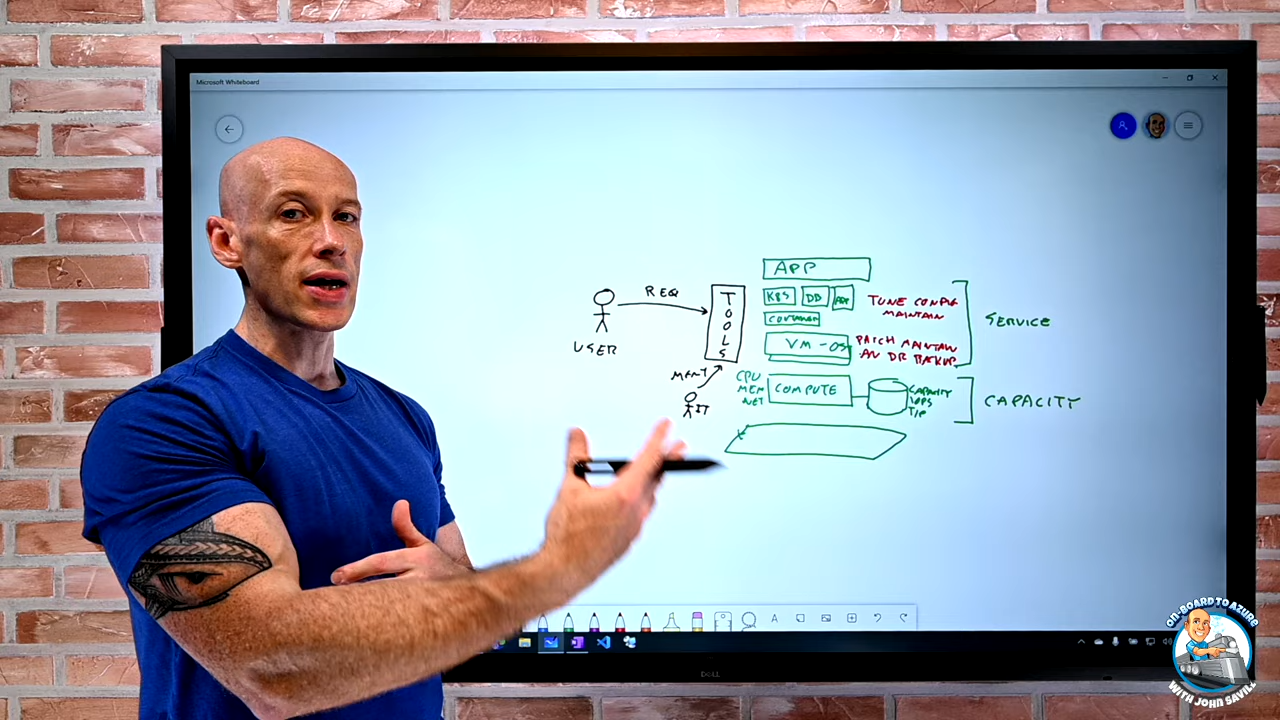 Microsoft Whiteboard
APP
REQ
TOOLS
K8S
DB
TUNE CONFIG
MAINTAIN
CONTAINER
SERVICE
USER
VM - OS
PATCH MAINTAIN
AV DR BACKUP
MGMT
CPU
MEM
NET
COMPUTE
CAPACITY
IOPS
T/P
CAPACITY
IT
DELL
ON-BOARD TO AZURE
WITH JOHN SAVILL